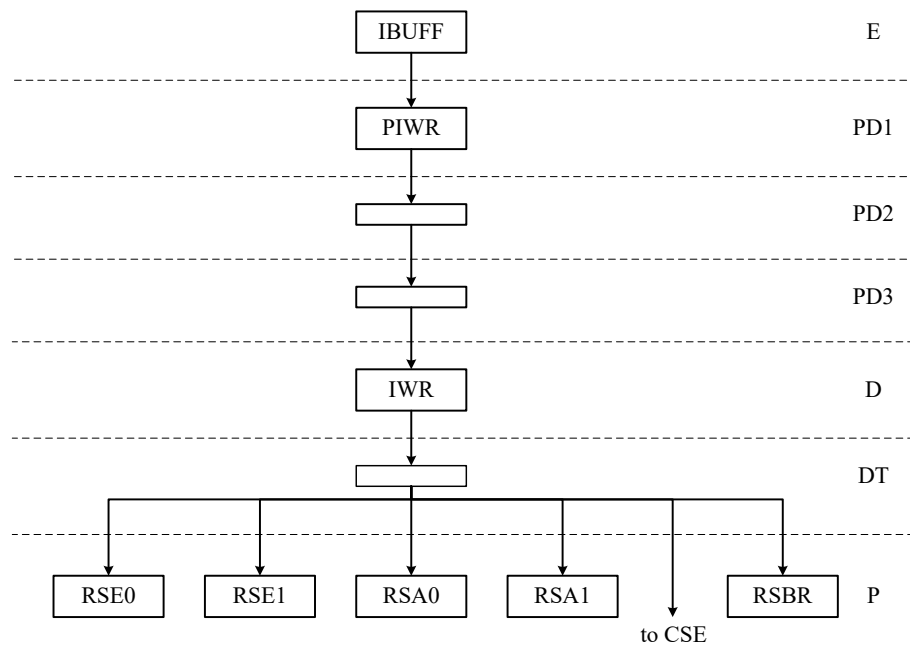 IBUFF E
PIWR PD1
PD2
PD3
IWR D
DT
RSE0 RSE1 RSA0 RSA1 RSBR P
to CSE